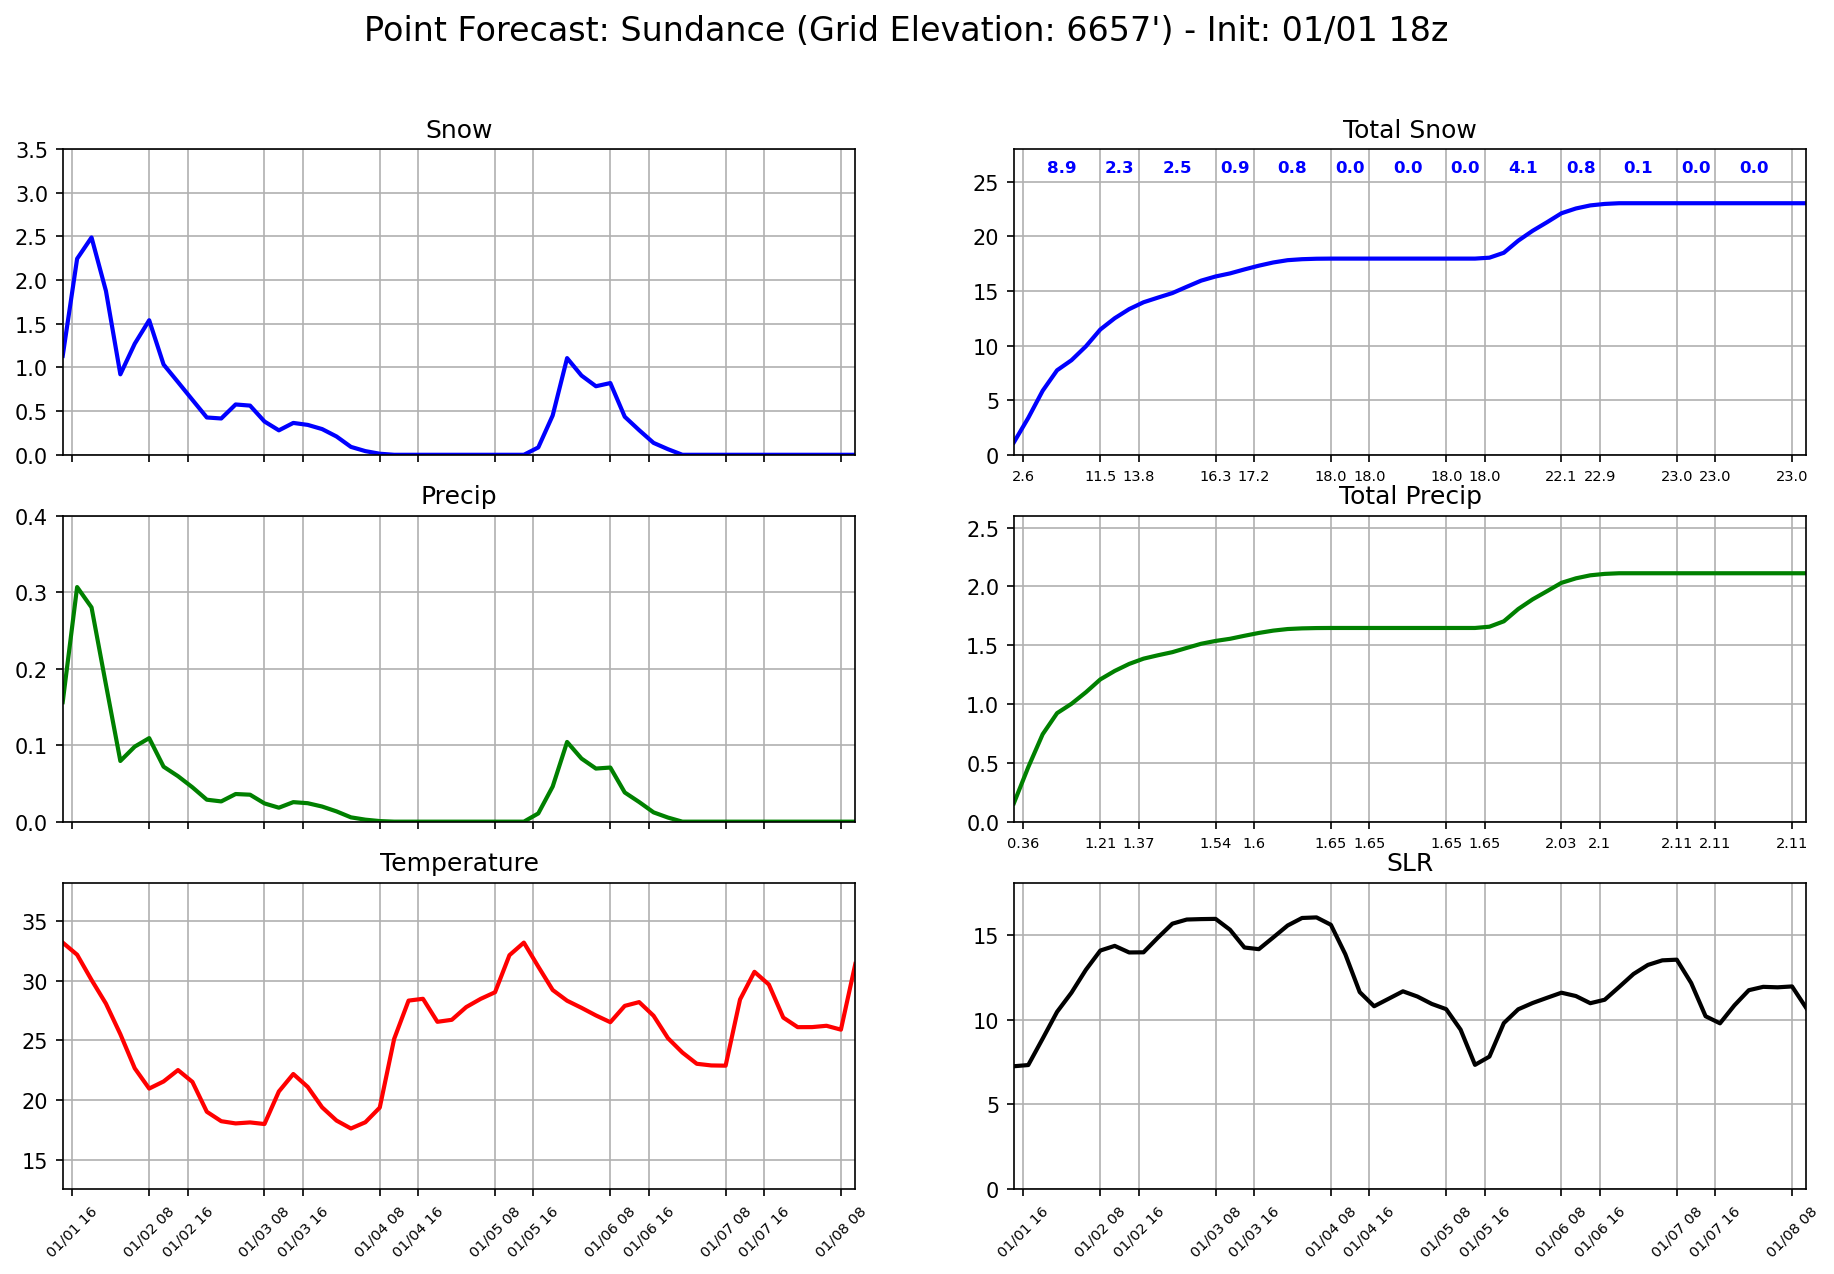 Point Forecast: Sundance (Grid Elevation: 6657') - Init: 01/01 18z
Snow
3.5
3.0
2.5
2.0
1.5
1.0
0.5
0.0
Total Snow
8.9 2.3 2.5 0.9 0.8 0.0 0.0 0.0 4.1 0.8 0.1 0.0 0.0
25
20
15
10
5
0
2.6 11.5 13.8 16.3 17.2 18.0 18.0 18.0 18.0 22.1 22.9 23.0 23.0 23.0
Precip
0.4
0.3
0.2
0.1
0.0
Total Precip
2.5
2.0
1.5
1.0
0.5
0.0
0.36 1.21 1.37 1.54 1.6 1.65 1.65 1.65 1.65 2.03 2.1 2.11 2.11 2.11
Temperature
35
30
25
20
15
01/01 16 01/02 08 01/02 16 01/03 08 01/03 16 01/04 08 01/04 16 01/05 08 01/05 16 01/06 08 01/06 16 01/07 08 01/07 16 01/08 08
SLR
15
10
5
0
01/01 16 01/02 08 01/02 16 01/03 08 01/03 16 01/04 08 01/04 16 01/05 08 01/05 16 01/06 08 01/06 16 01/07 08 01/07 16 01/08 08